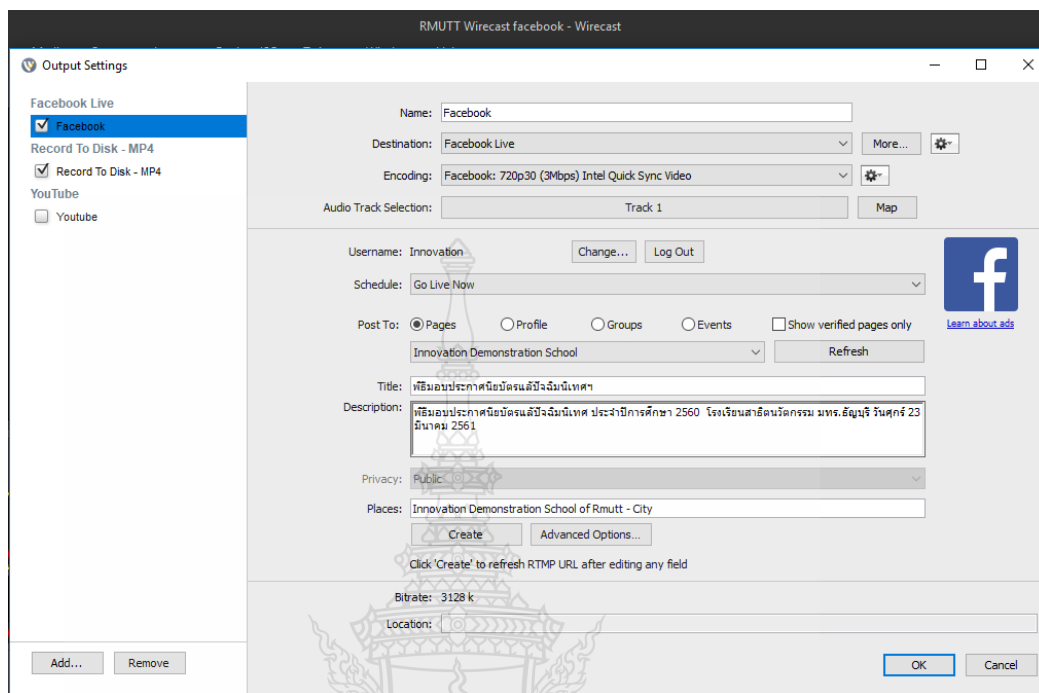 RMUTT Wirecast facebook - Wirecast
Output Settings
Facebook Live
Facebook
Record To Disk - MP4
Record To Disk - MP4
YouTube
Youtube
Add...
Remove
Name: Facebook
Destination: Facebook Live
More...
Encoding: Facebook: 720p30 (3Mbps) Intel Quick Sync Video
Audio Track Selection: Track 1
Map
Username: Innovation
Change...
Log Out
Schedule: Go Live Now
Learn about ads
Post To: Pages Profile Groups Events Show verified pages only
Innovation Demonstration School
Refresh
Title: พิธีมอบประกาศนียบัตรแล้ปัจฉิมนิเทศฯ
Description: พิธีมอบประกาศนียบัตรแล้ปัจฉิมนิเทศ ประจำปีการศึกษา 2560 โรงเรียนสาธิตนวัตกรรม มทร.ธัญบุรี วันศุกร์ 23
มีนาคม 2561
Privacy: Public
Places: Innovation Demonstration School of Rmutt - City
Create
Advanced Options...
Click 'Create' to refresh RTMP URL after editing any field
Bitrate: 3128 k
Location:
OK
Cancel